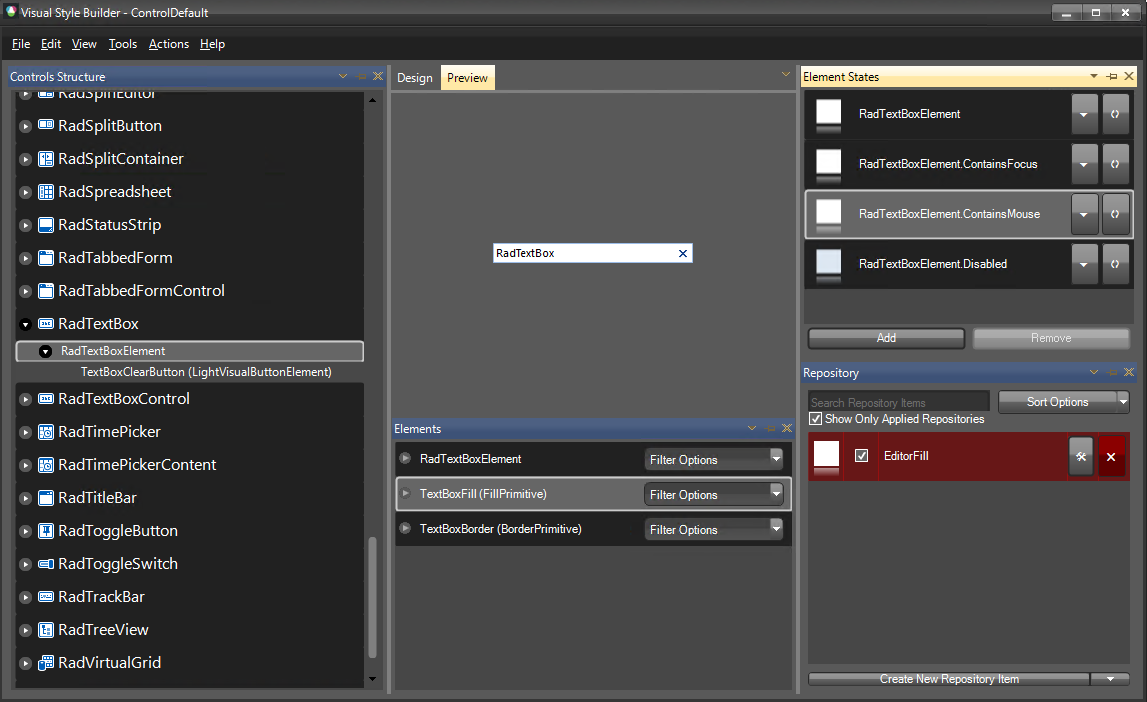 Visual Style Builder - ControlDefault
File Edit View Tools Actions Help
Controls Structure
RadSpinEditor
RadSplitButton
RadSplitContainer
RadSpreadsheet
RadStatusStrip
RadTabbedForm
RadTabbedFormControl
RadTextBox
RadTextBoxElement
TextBoxClearButton (LightVisualButtonElement)
RadTextBoxControl
RadTimePicker
RadTimePickerContent
RadTitleBar
RadToggleButton
RadToggleSwitch
RadTrackBar
RadTreeView
RadVirtualGrid
Design Preview
RadTextBox
Elements
RadTextBoxElement Filter Options
TextBoxFill (FillPrimitive) Filter Options
TextBoxBorder (BorderPrimitive) Filter Options
Element States
RadTextBoxElement
RadTextBoxElement.ContainsFocus
RadTextBoxElement.ContainsMouse
RadTextBoxElement.Disabled
Add Remove
Repository
Search Repository Items Sort Options
Show Only Applied Repositories
EditorFill
Create New Repository Item